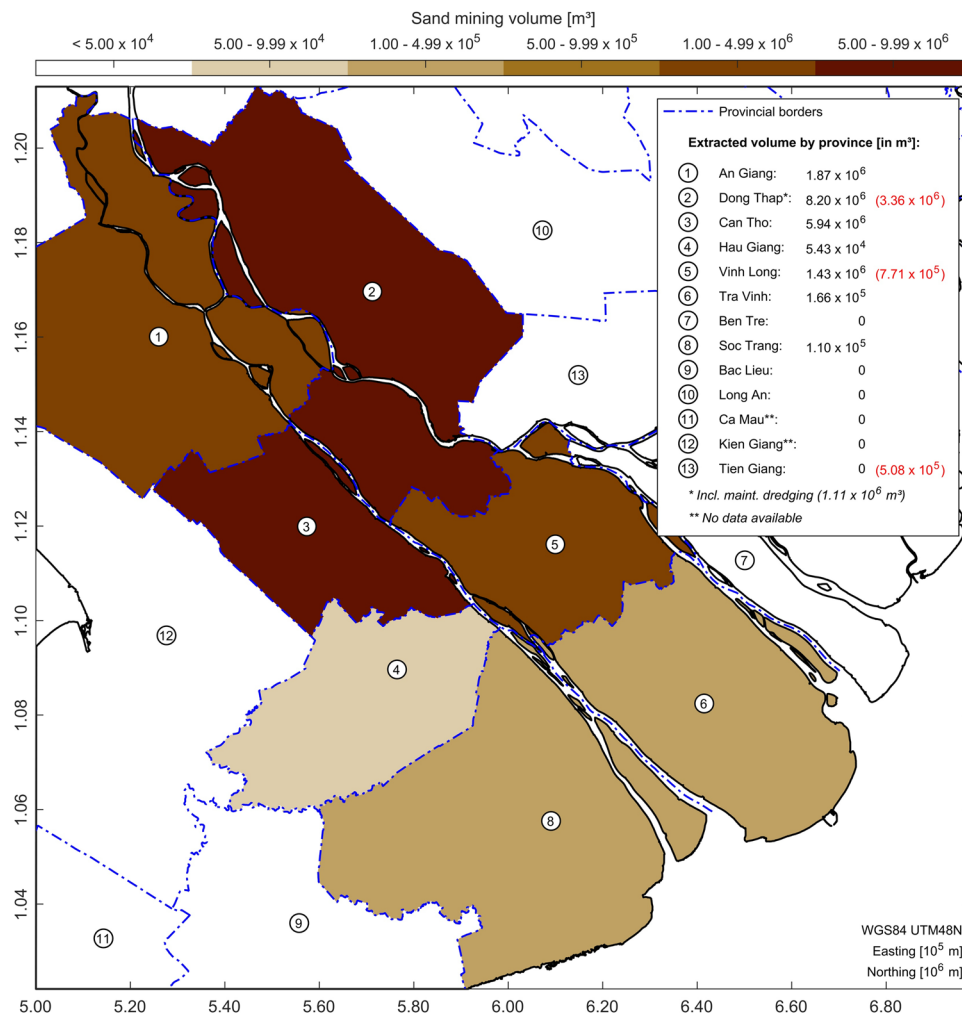 Sand mining volume [m³]
< 5.00 x 10⁴ 5.00 - 9.99 x 10⁴ 1.00 - 4.99 x 10⁵ 5.00 - 9.99 x 10⁵ 1.00 - 4.99 x 10⁶ 5.00 - 9.99 x 10⁶
Provincial borders
Extracted volume by province [in m³]:
1 An Giang: 1.87 x 10⁶
2 Dong Thap*: 8.20 x 10⁶ (3.36 x 10⁶)
3 Can Tho: 5.94 x 10⁶
4 Hau Giang: 5.43 x 10⁴
5 Vinh Long: 1.43 x 10⁶ (7.71 x 10⁵)
6 Tra Vinh: 1.66 x 10⁵
7 Ben Tre: 0
8 Soc Trang: 1.10 x 10⁵
9 Bac Lieu: 0
10 Long An: 0
11 Ca Mau**: 0
12 Kien Giang**: 0
13 Tien Giang: 0 (5.08 x 10⁵)
* Incl. maint. dredging (1.11 x 10⁶ m³)
** No data available
1.20
1.18
1.16
1.14
1.12
1.10
1.08
1.06
1.04
10
2
1
13
3
5
7
12
4
6
8
9
11
WGS84 UTM48N
Easting [10⁵ m]
Northing [10⁶ m]
5.00 5.20 5.40 5.60 5.80 6.00 6.20 6.40 6.60 6.80